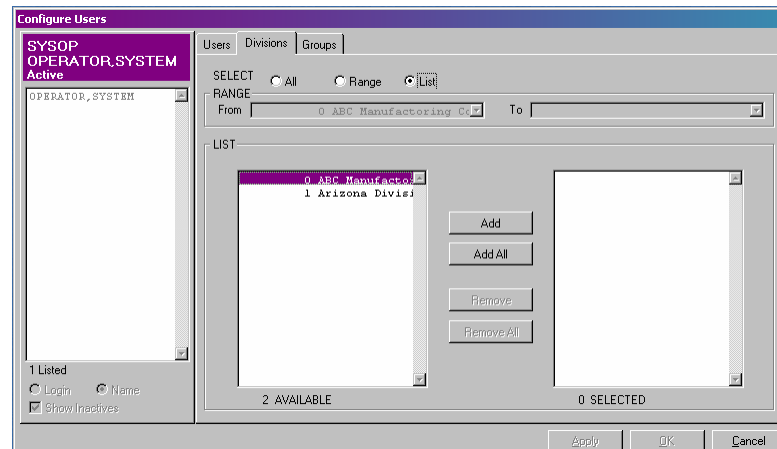 Configure Users
SYSOP
OPERATOR,SYSTEM
Active
OPERATOR,SYSTEM
1 Listed
Login Name
Show Inactives
Users Divisions Groups
SELECT All Range List
RANGE
From 0 ABC Manufactoring Co To
LIST
0 ABC Manufacto
1 Arizona Divisi
Add
Add All
Remove
Remove All
2 AVAILABLE
0 SELECTED
Apply OK Cancel